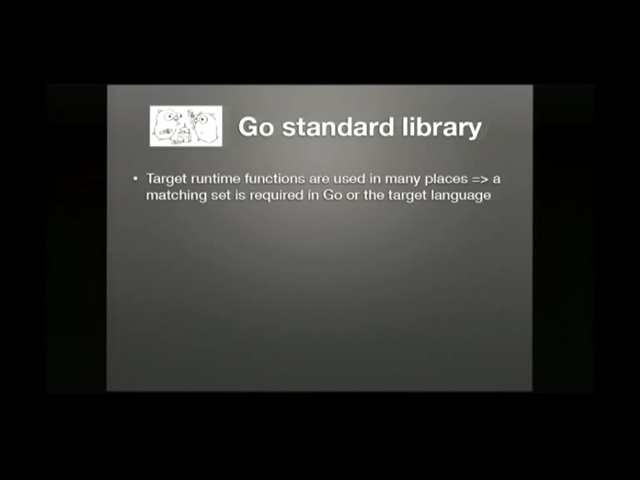 Go standard library
• Target runtime functions are used in many places => a
matching set is required in Go or the target language